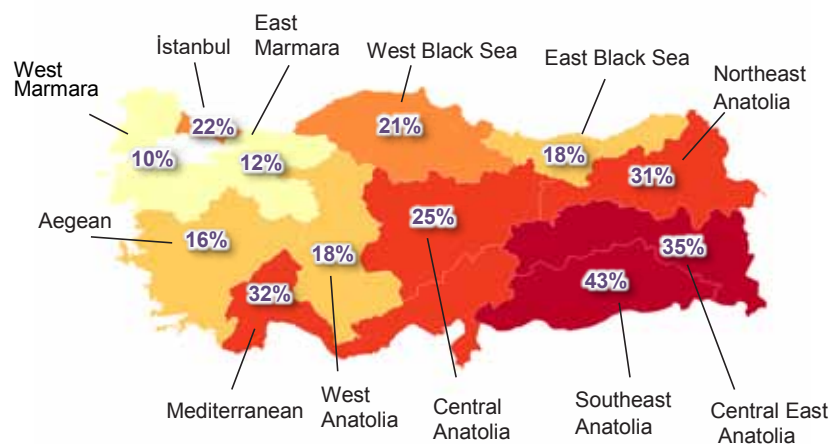 East
Marmara
İstanbul
West Black Sea
East Black Sea
West
Marmara
Northeast
Anatolia
22%
21%
10%
12%
18%
31%
Aegean
25%
16%
18%
35%
32%
43%
Mediterranean
West
Anatolia
Central
Anatolia
Southeast
Anatolia
Central East
Anatolia